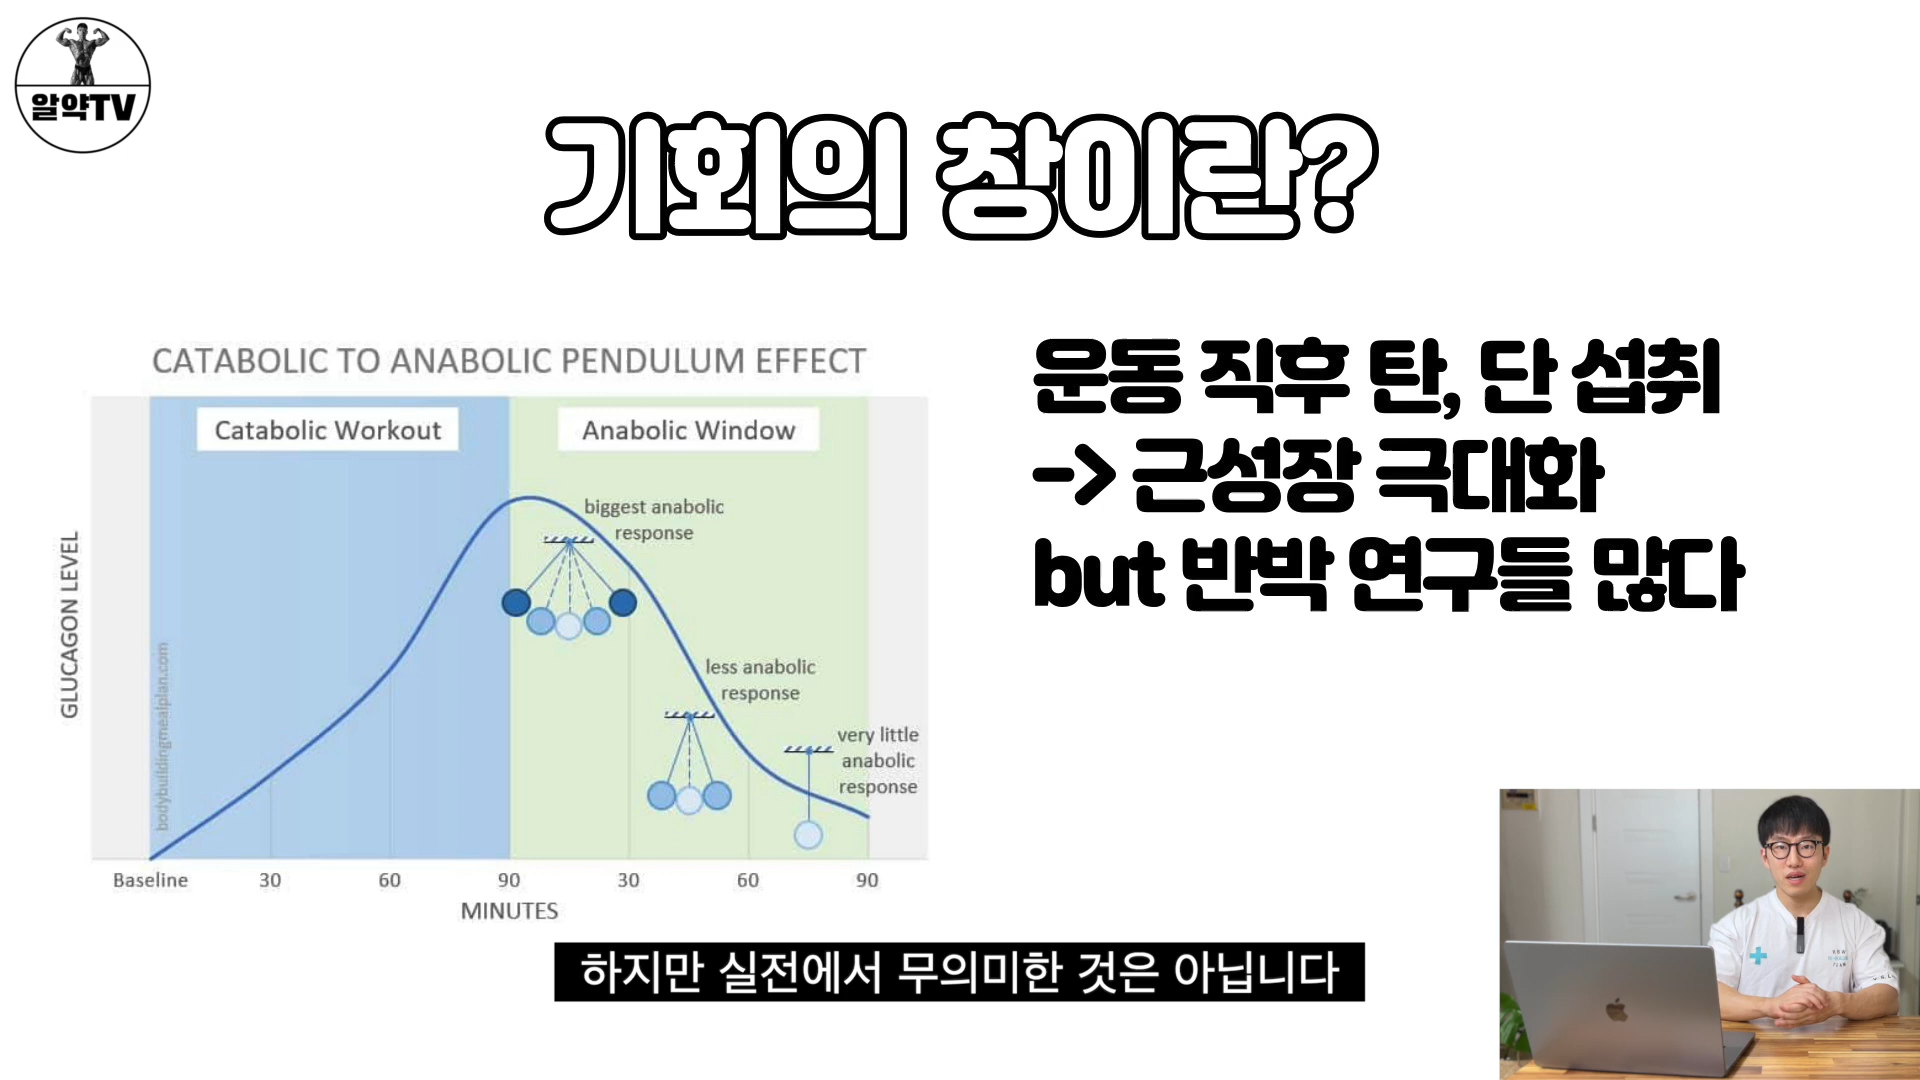 알약TV
기회의 창이란?
CATABOLIC TO ANABOLIC PENDULUM EFFECT
Catabolic Workout
Anabolic Window
biggest anabolic
response
less anabolic
response
very little
anabolic
response
GLUCAGON LEVEL
bodybuildingmealplan.com
Baseline 30 60 90 30 60 90
MINUTES
운동 직후 탄, 단 섭취
-> 근성장 극대화
but 반박 연구들 많다
하지만 실전에서 무의미한 것은 아닙니다